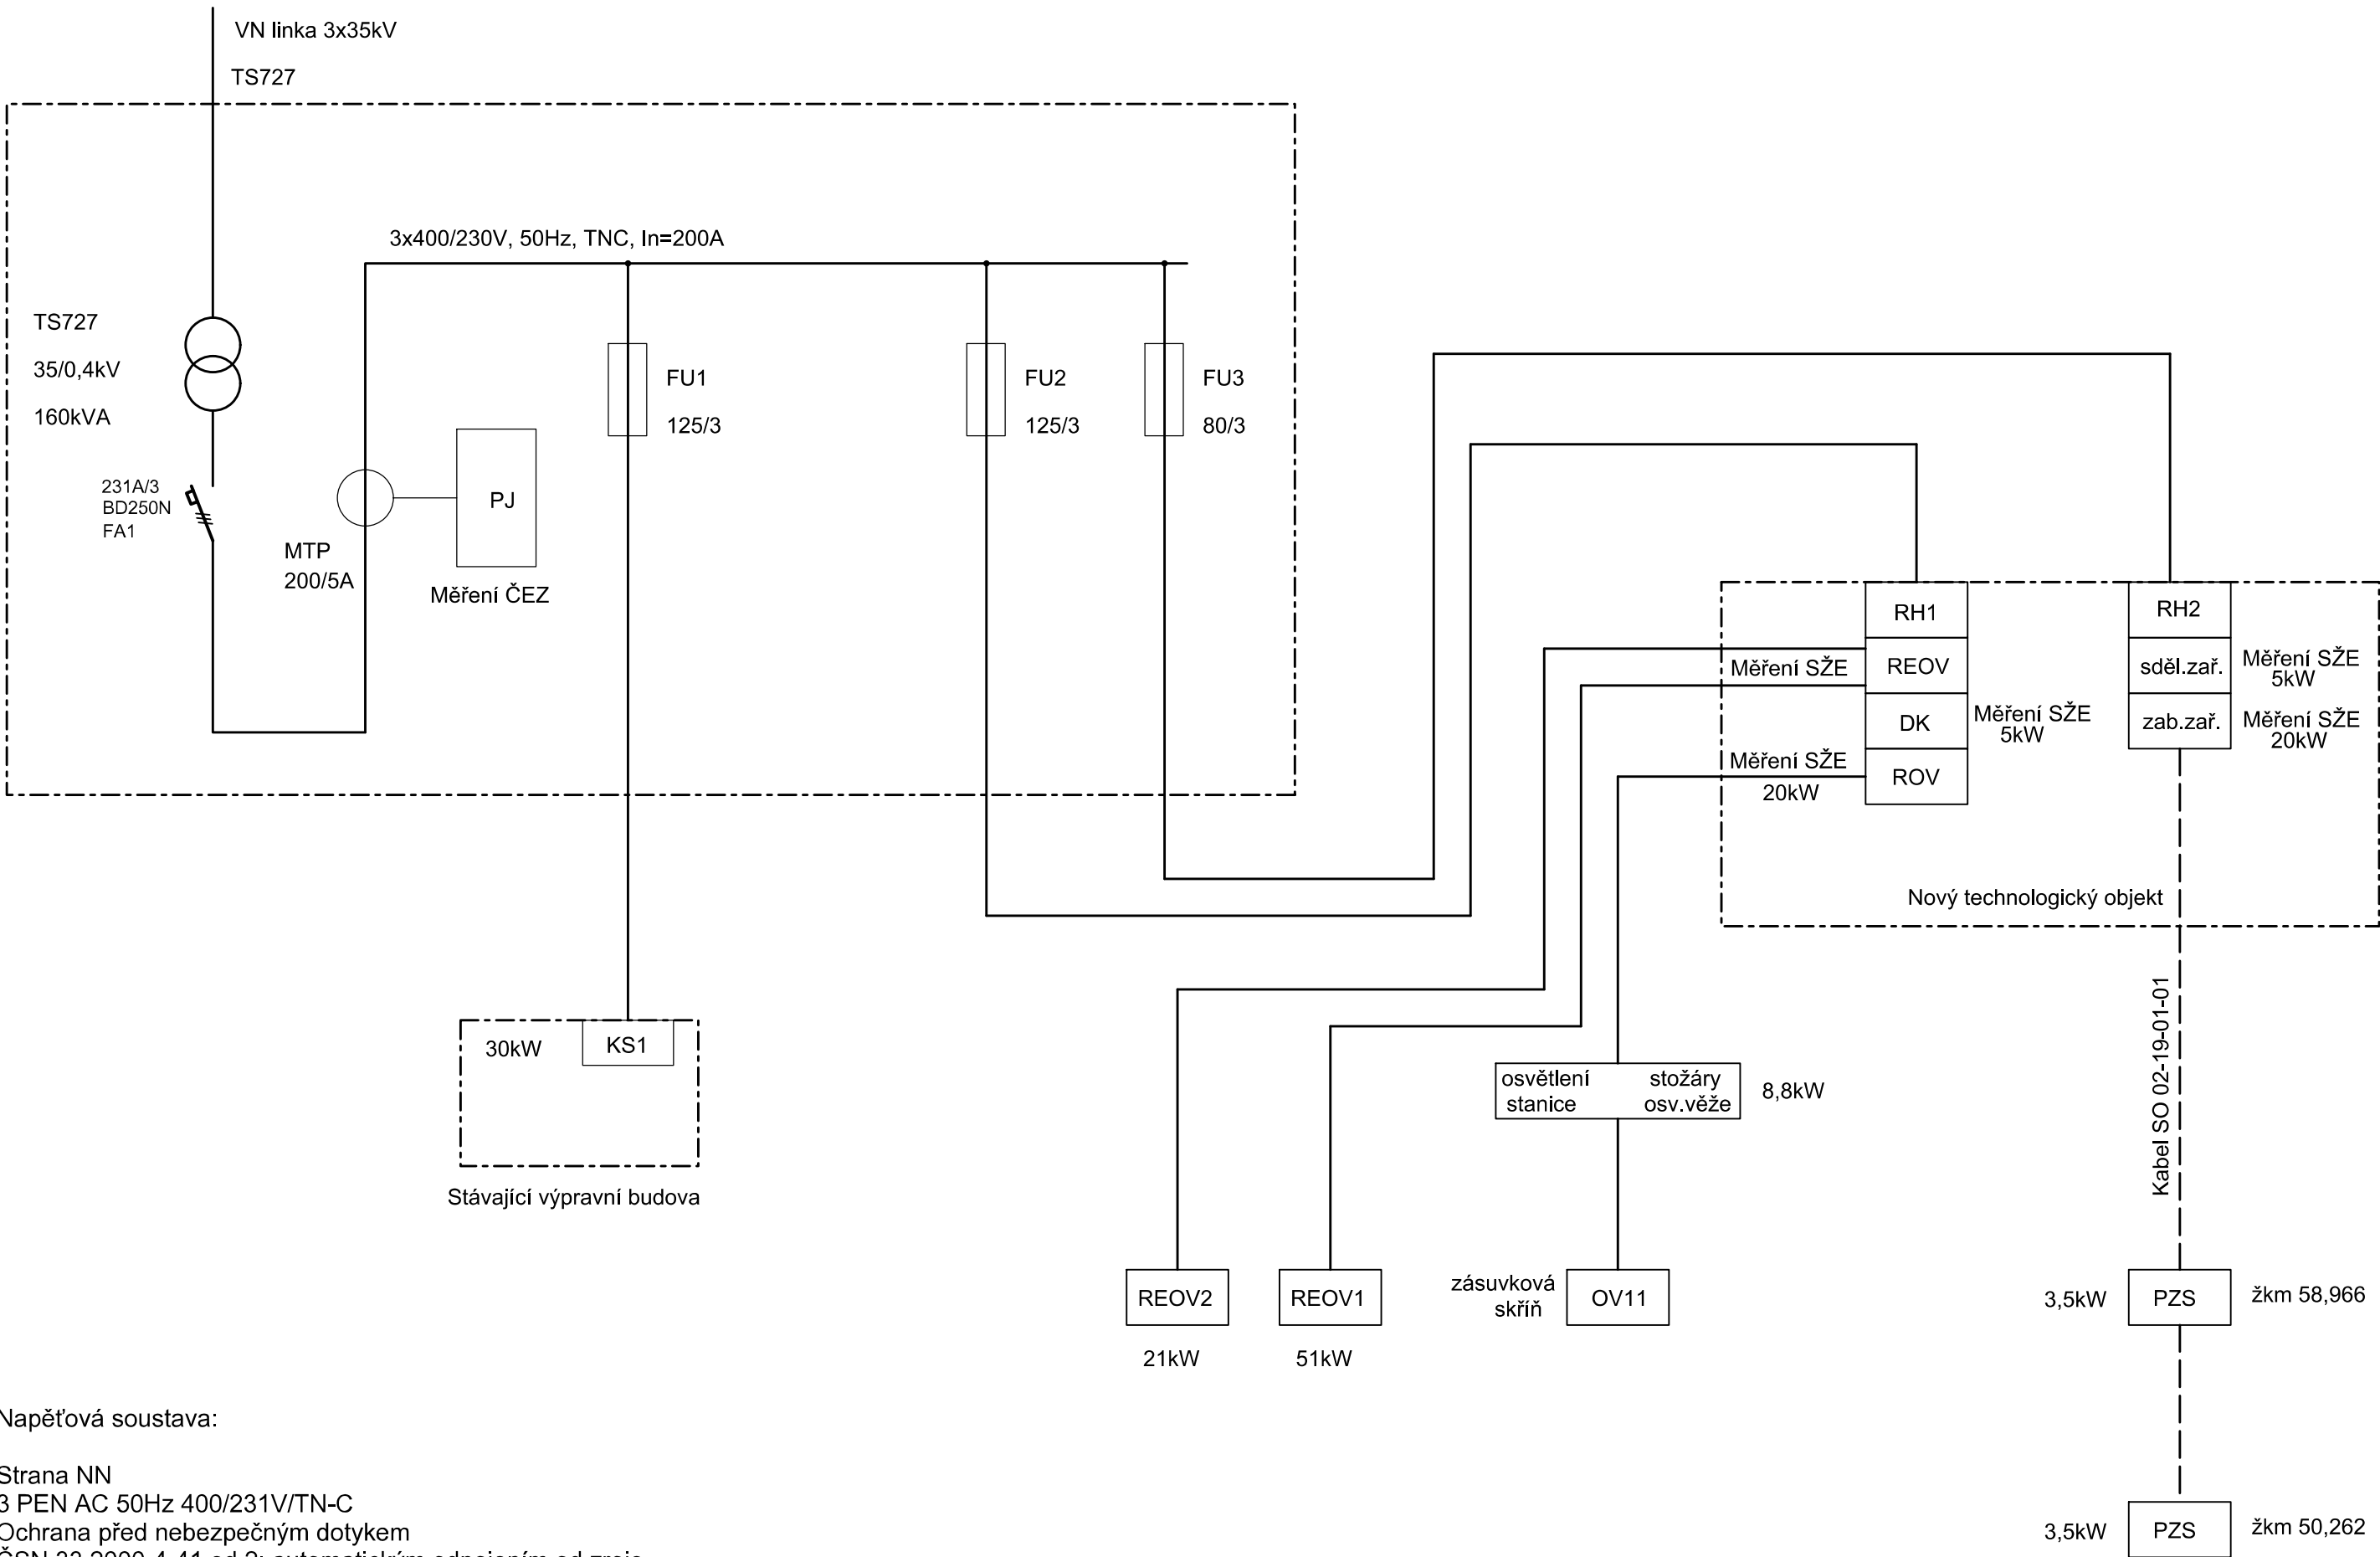 VN linka 3x35kV
TS727
3x400/230V, 50Hz, TNC, In=200A
TS727
35/0,4kV
160kVA
231A/3
BD250N
FA1
MTP
200/5A
PJ
Měření ČEZ
FU1
125/3
FU2
125/3
FU3
80/3
RH1
REOV
DK
ROV
Měření SŽE
Měření SŽE
5kW
Měření SŽE
20kW
RH2
sděl.zař.
zab.zař.
Měření SŽE
5kW
Měření SŽE
20kW
Nový technologický objekt
30kW
KS1
Stávající výpravní budova
osvětlení stožáry
stanice osv.věže
8,8kW
Kabel SO 02-19-01-01
REOV2
21kW
REOV1
51kW
zásuvková
skříň
OV11
3,5kW
PZS
žkm 58,966
3,5kW
PZS
žkm 50,262
Napěťová soustava:
Strana NN
3 PEN AC 50Hz 400/231V/TN-C
Ochrana před nebezpečným dotykem